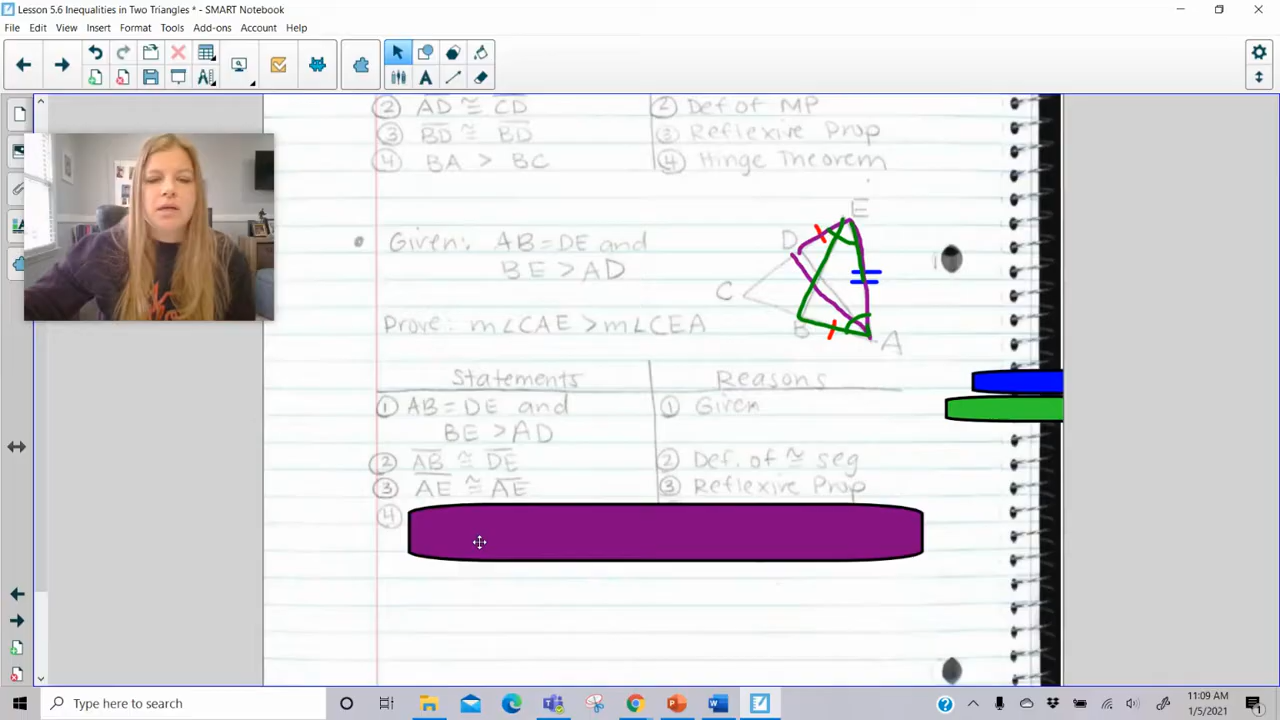 Lesson 5.6 Inequalities in Two Triangles * - SMART Notebook
File Edit View Insert Format Tools Add-ons Account Help
② AD ≅ CD ② Def of MP
③ BD ≅ BD ③ Reflexive Prop
④ BA > BC ④ Hinge Theorem
E
Given: AB = DE and D
BE > AD
C
Prove: m∠CAE > m∠CEA B A
Statements Reasons
① AB = DE and ① Given
BE > AD
② AB ≅ DE ② Def. of ≅ seg
③ AE ≅ AE ③ Reflexive Prop
④
Type here to search
11:09 AM
1/5/2021